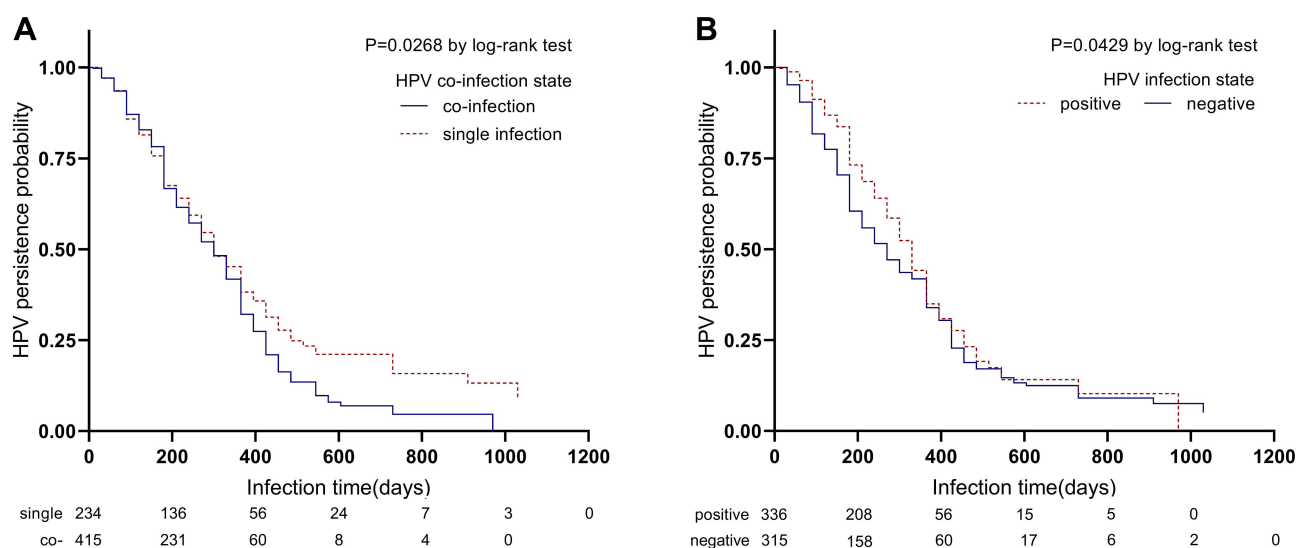 A
P=0.0268 by log-rank test
HPV co-infection state
co-infection
single infection
HPV persistence probability
1.00
0.75
0.50
0.25
0.00
0 200 400 600 800 1000 1200
Infection time(days)
single 234 136 56 24 7 3 0
co- 415 231 60 8 4 0
B
P=0.0429 by log-rank test
HPV infection state
positive negative
HPV persistence probability
1.00
0.75
0.50
0.25
0.00
0 200 400 600 800 1000 1200
Infection time(days)
positive 336 208 56 15 5 0
negative 315 158 60 17 6 2 0